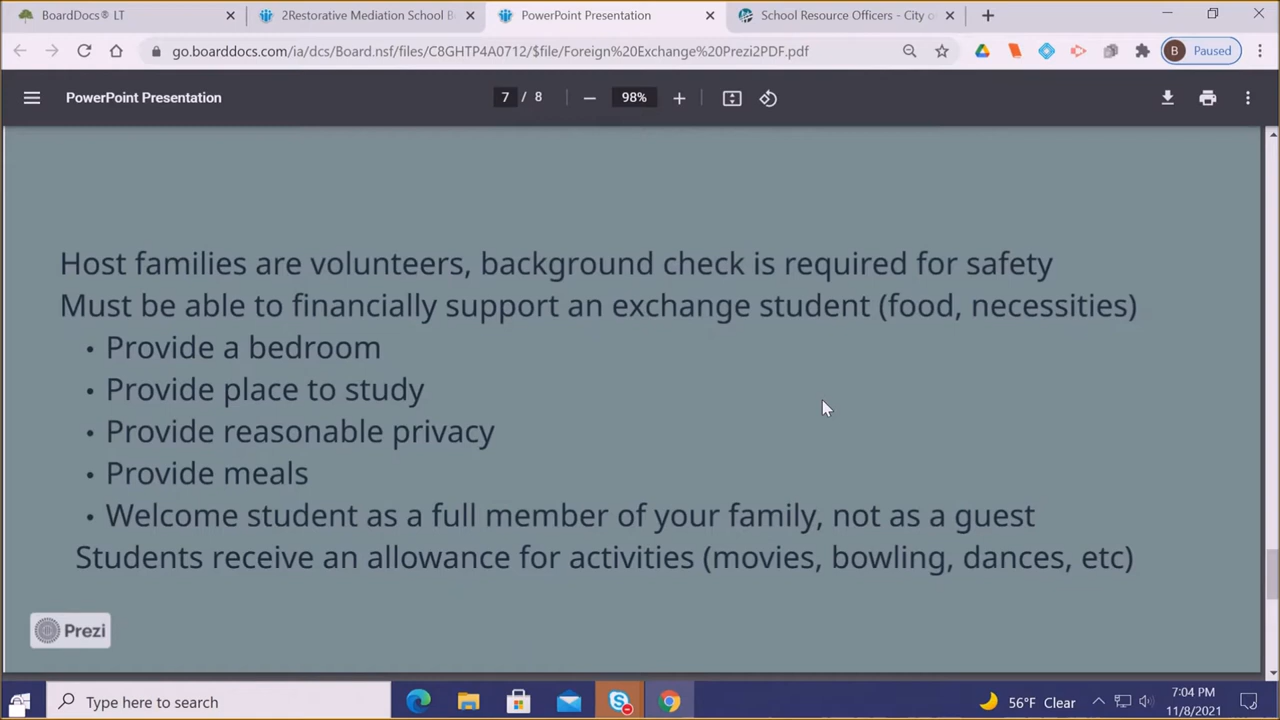 BoardDocs® LT
2Restorative Mediation School B
PowerPoint Presentation
School Resource Officers - City o
go.boarddocs.com/ia/dcs/Board.nsf/files/C8GHTP4A0712/$file/Foreign%20Exchange%20Prezi2PDF.pdf
B Paused
PowerPoint Presentation
7 / 8
98%
Host families are volunteers, background check is required for safety
Must be able to financially support an exchange student (food, necessities)
• Provide a bedroom
• Provide place to study
• Provide reasonable privacy
• Provide meals
• Welcome student as a full member of your family, not as a guest
Students receive an allowance for activities (movies, bowling, dances, etc)
Prezi
Type here to search
56°F Clear
7:04 PM
11/8/2021